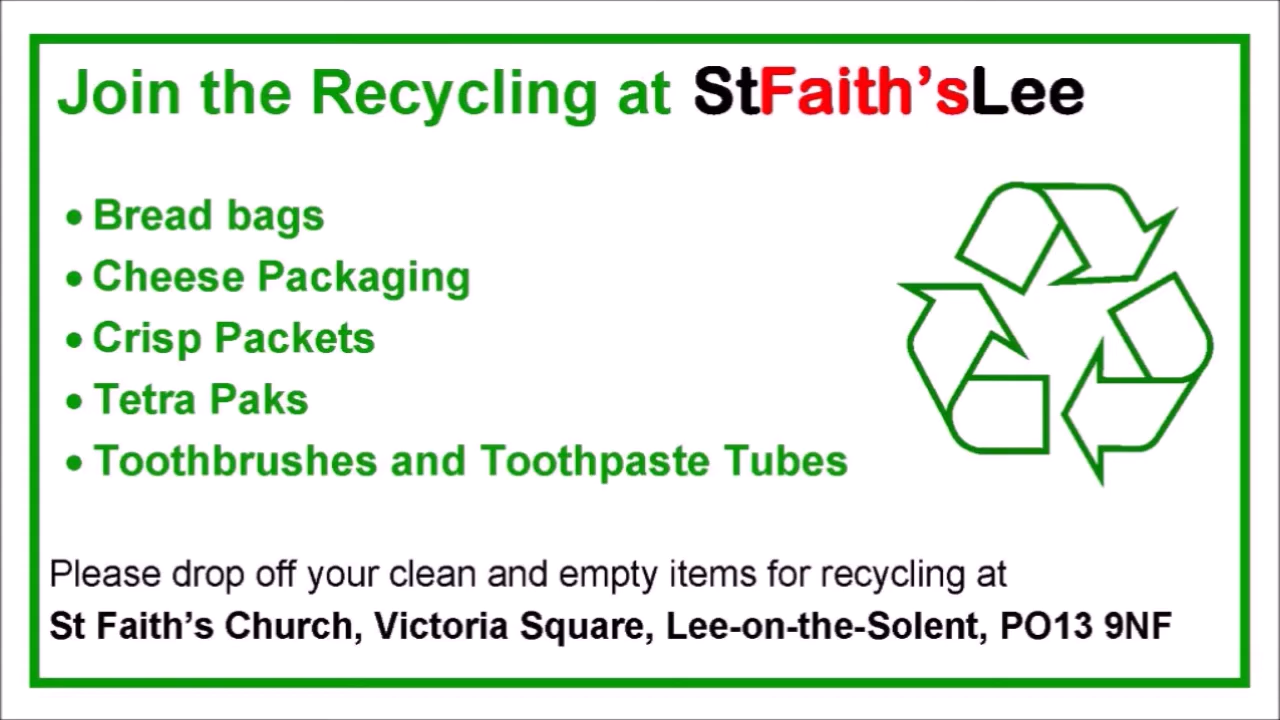 Join the Recycling at StFaith'sLee
• Bread bags
• Cheese Packaging
• Crisp Packets
• Tetra Paks
• Toothbrushes and Toothpaste Tubes
Please drop off your clean and empty items for recycling at
St Faith's Church, Victoria Square, Lee-on-the-Solent, PO13 9NF